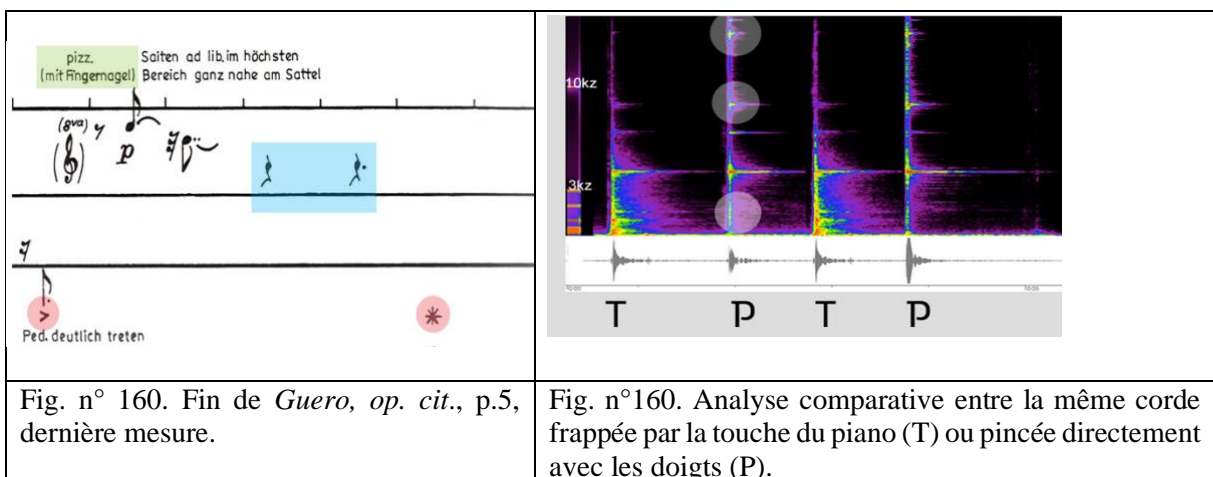 pizz. Saiten ad lib. im höchsten
(mit Fingernagel) Bereich ganz nahe am Sattel
(8va)
p
Ped. deutlich treten
10kz
3kz
T P T P
Fig. n° 160. Fin de Guero, op. cit., p.5,
dernière mesure.
Fig. n°160. Analyse comparative entre la même corde
frappée par la touche du piano (T) ou pincée directement
avec les doigts (P).